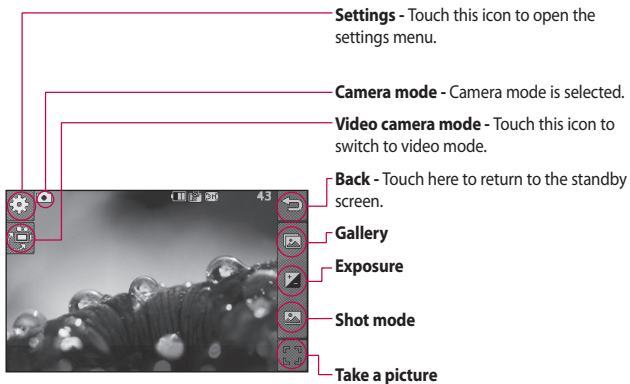 Settings - Touch this icon to open the
settings menu.
Camera mode - Camera mode is selected.
Video camera mode - Touch this icon to
switch to video mode.
Back - Touch here to return to the standby
screen.
43
Gallery
Exposure
Shot mode
Take a picture